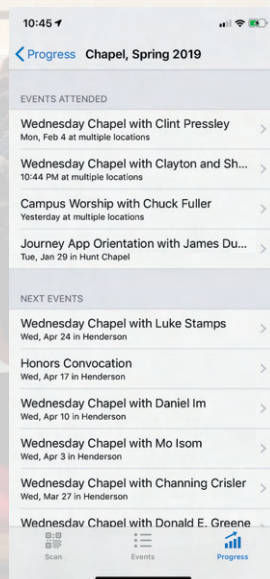 10:45
Progress
Chapel, Spring 2019
EVENTS ATTENDED
Wednesday Chapel with Clint Pressley
Mon, Feb 4 at multiple locations
Wednesday Chapel with Clayton and Sh...
10:44 PM at multiple locations
Campus Worship with Chuck Fuller
Yesterday at multiple locations
Journey App Orientation with James Du...
Tue, Jan 29 in Hunt Chapel
NEXT EVENTS
Wednesday Chapel with Luke Stamps
Wed, Apr 24 in Henderson
Honors Convocation
Wed, Apr 17 in Henderson
Wednesday Chapel with Daniel Im
Wed, Apr 10 in Henderson
Wednesday Chapel with Mo Isom
Wed, Apr 3 in Henderson
Wednesday Chapel with Channing Crisler
Wed, Mar 27 in Henderson
Wednesday Chapel with Donald E. Greene
Scan
Events
Progress